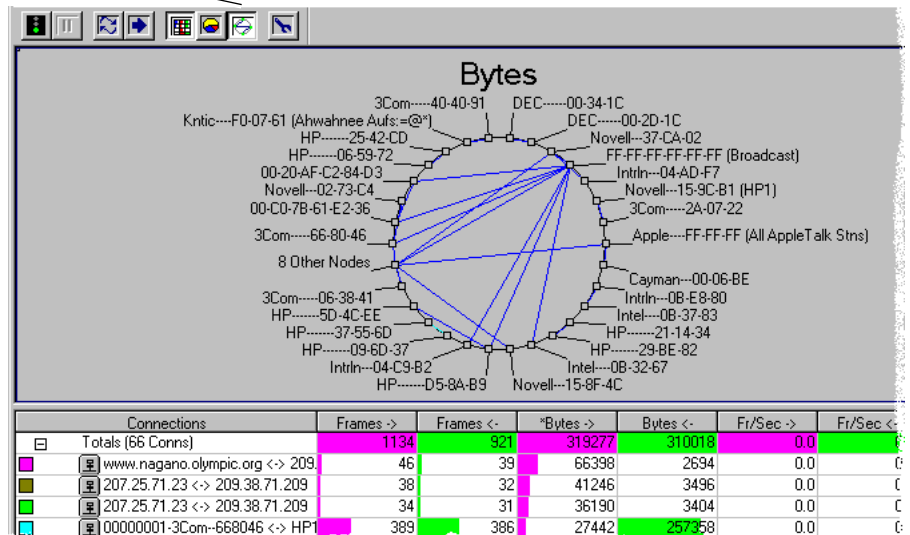 Bytes
3Com----40-40-91
DEC------00-34-1C
Kntic----F0-07-61 (Ahwahnee Aufs:=@*)
DEC------00-2D-1C
HP-------25-42-CD
Novell---37-CA-02
HP-------06-59-72
FF-FF-FF-FF-FF-FF (Broadcast)
00-20-AF-C2-84-D3
Intrln---04-AD-F7
Novell---02-73-C4
Novell---15-9C-B1 (HP1)
00-C0-7B-61-E2-36
3Com-----2A-07-22
3Com-----66-80-46
Apple----FF-FF-FF (All AppleTalk Stns)
8 Other Nodes
Cayman---00-06-BE
3Com-----06-38-41
Intrln---0B-E8-80
HP-------5D-4C-EE
Intel----0B-37-83
HP-------37-55-6D
HP-------21-14-34
HP-------09-6D-37
HP-------29-BE-82
Intrln---04-C9-B2
Intel----0B-32-67
HP-------D5-8A-B9
Novell---15-8F-4C
Connections Frames -> Frames <- *Bytes -> Bytes <- Fr/Sec -> Fr/Sec <-
Totals (66 Conns) 1134 921 319277 310018 0.0
www.nagano.olympic.org <-> 209. 46 39 66398 2694 0.0
207.25.71.23 <-> 209.38.71.209 38 32 41246 3496 0.0
207.25.71.23 <-> 209.38.71.209 34 31 36190 3404 0.0
00000001-3Com--668046 <-> HP1 389 386 27442 257358 0.0